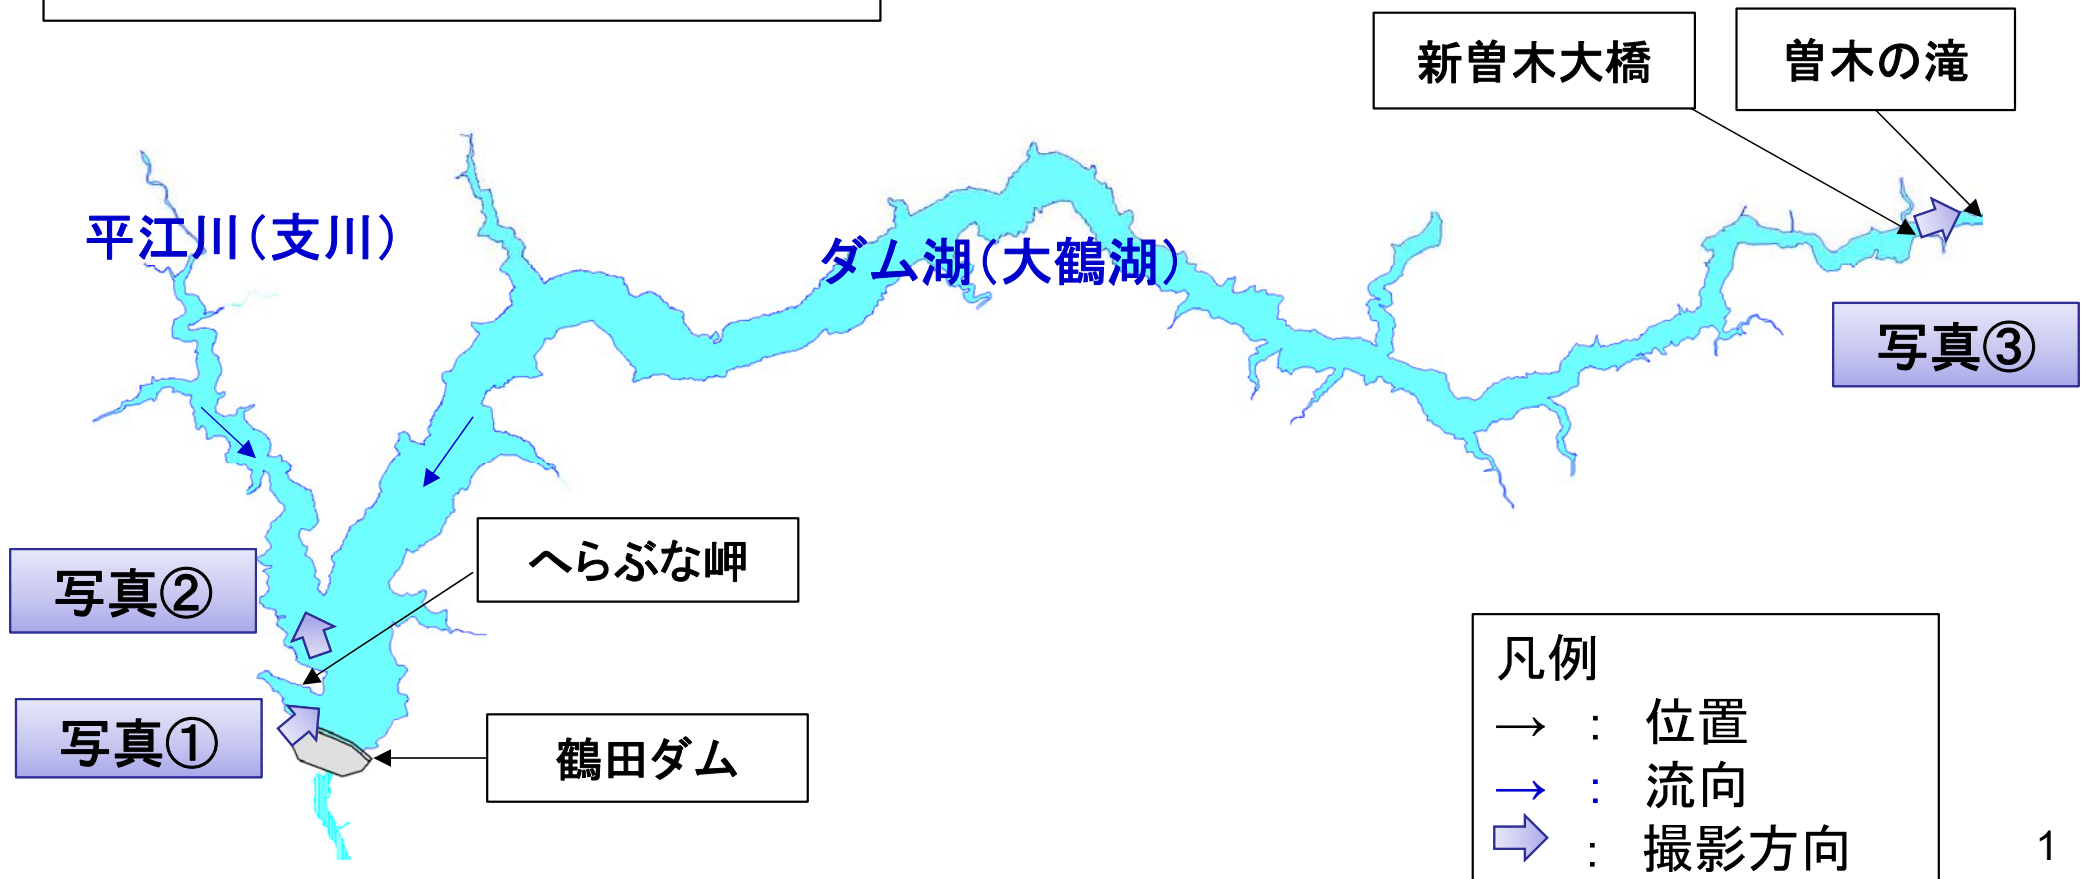 新曽木大橋
曽木の滝
平江川（支川）
ダム湖（大鶴湖）
写真③
へらぶな岬
写真②
写真①
鶴田ダム
凡例
→ ： 位置
→ ： 流向
： 撮影方向
1